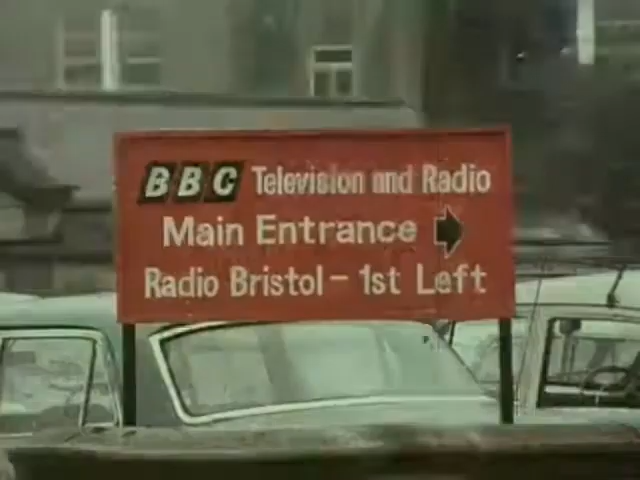 BBC Television and Radio
Main Entrance
Radio Bristol - 1st Left